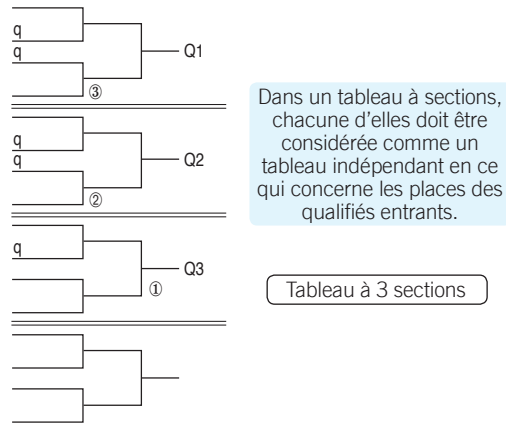 q
q
Q1
③
q
q
Q2
②
q
Q3
①
Dans un tableau à sections,
chacune d'elles doit être
considérée comme un
tableau indépendant en ce
qui concerne les places des
qualifiés entrants.
Tableau à 3 sections